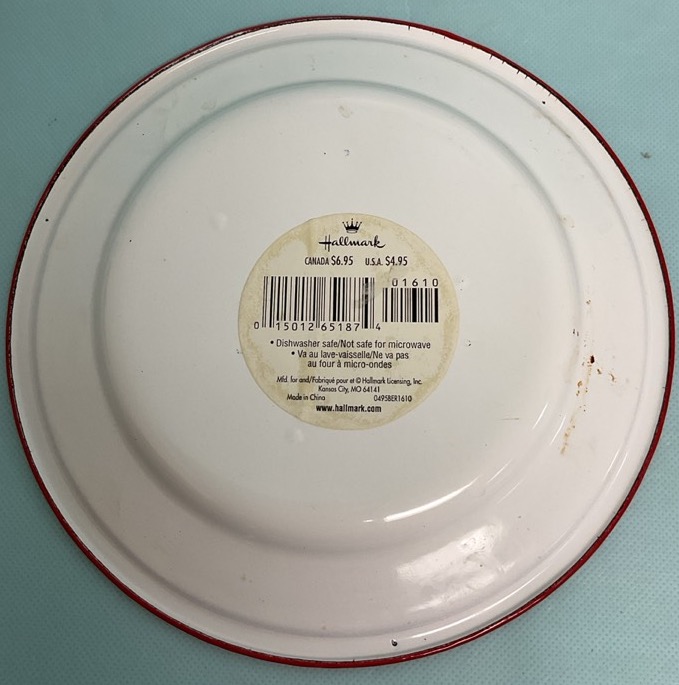 Hallmark
CANADA $6.95 U.S.A. $4.95
01610
0 15012 65187 4
• Dishwasher safe/Not safe for microwave
• Va au lave-vaisselle/Ne va pas
au four à micro-ondes
Mfd. for and/Fabriqué pour et © Hallmark Licensing, Inc.
Kansas City, MO 64141
Made in China 0495BER1610
www.hallmark.com